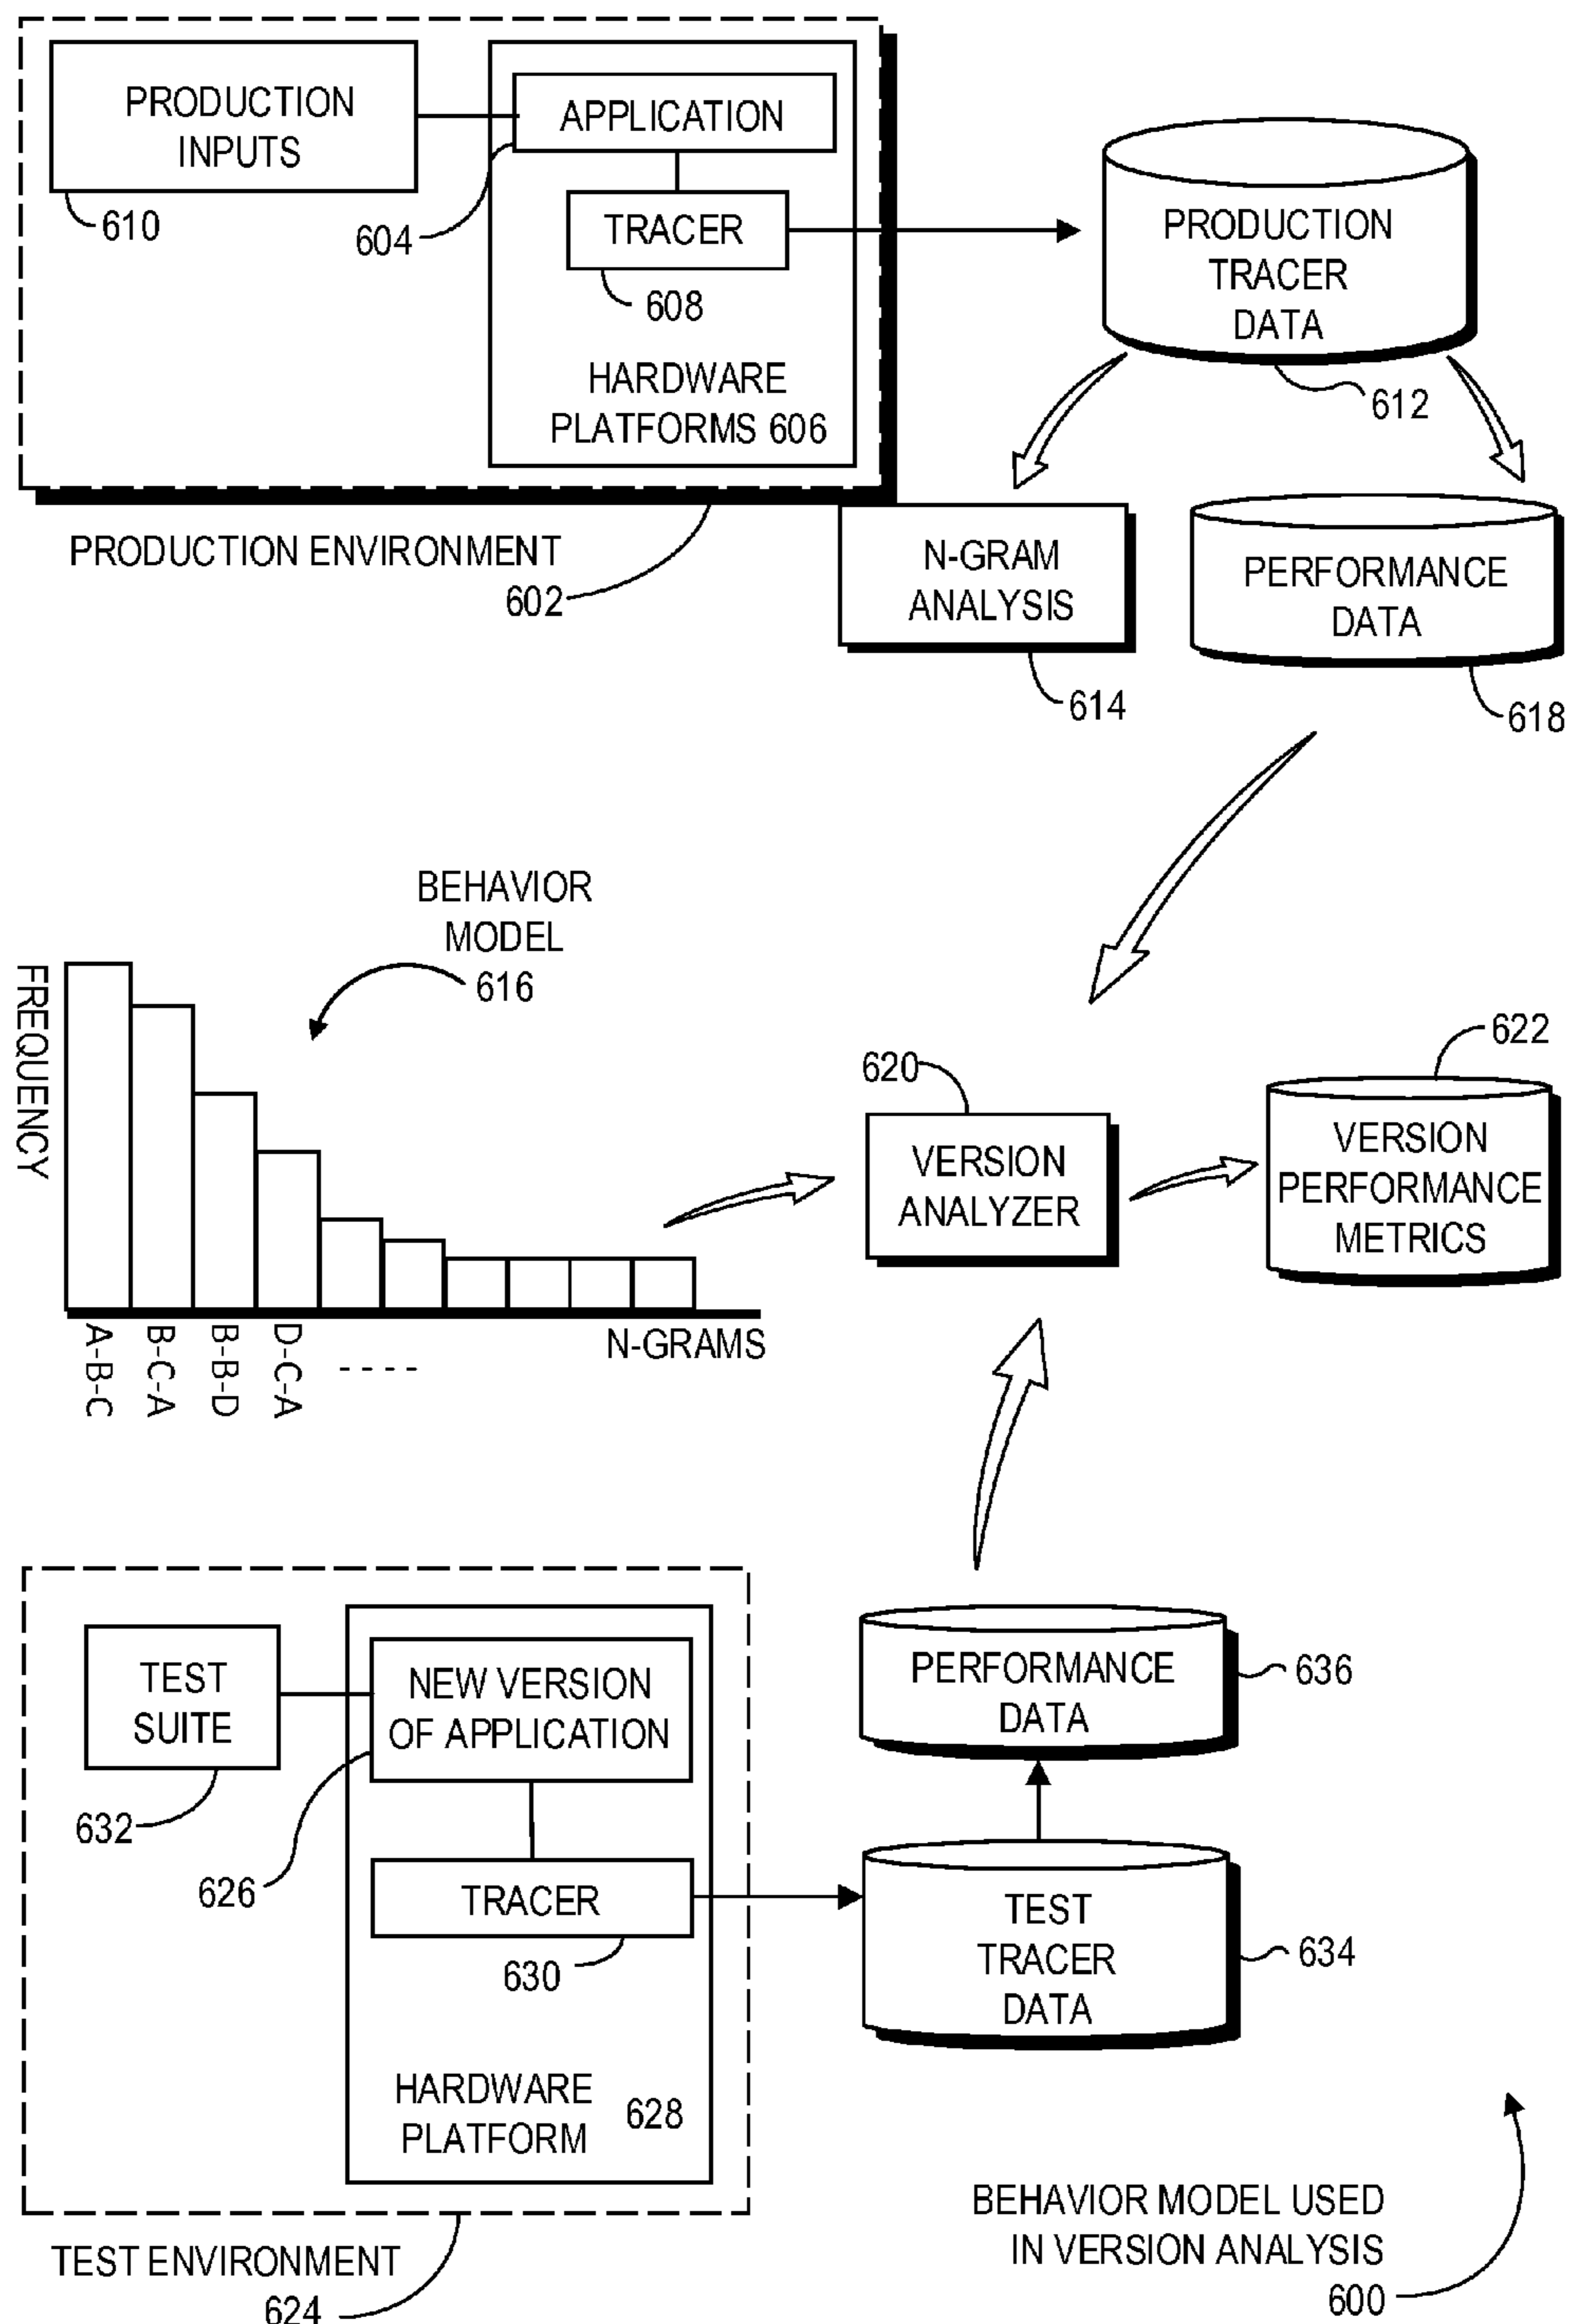 PRODUCTION
INPUTS
610
APPLICATION
604
TRACER
608
HARDWARE
PLATFORMS 606
PRODUCTION ENVIRONMENT
602
PRODUCTION
TRACER
DATA
612
N-GRAM
ANALYSIS
614
PERFORMANCE
DATA
618
BEHAVIOR
MODEL
616
FREQUENCY
A-B-C
B-C-A
B-B-D
D-C-A
- - - -
N-GRAMS
620
VERSION
ANALYZER
622
VERSION
PERFORMANCE
METRICS
TEST
SUITE
632
NEW VERSION
OF APPLICATION
626
TRACER
630
HARDWARE
PLATFORM
628
TEST ENVIRONMENT
624
PERFORMANCE
DATA
636
TEST
TRACER
DATA
634
BEHAVIOR MODEL USED
IN VERSION ANALYSIS
600